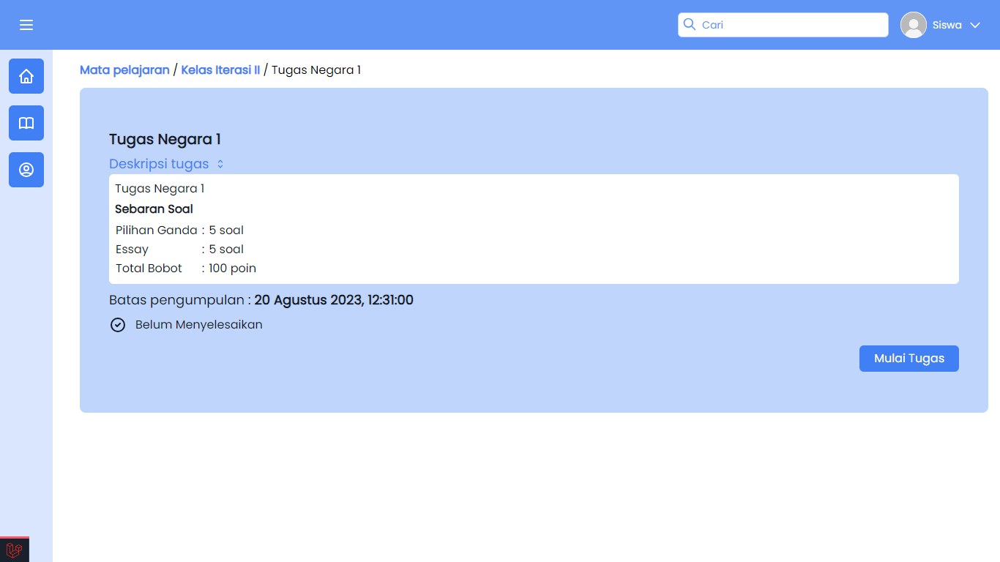 Cari
Siswa
Mata pelajaran / Kelas Iterasi II / Tugas Negara 1
Tugas Negara 1
Deskripsi tugas
Tugas Negara 1
Sebaran Soal
Pilihan Ganda : 5 soal
Essay : 5 soal
Total Bobot : 100 poin
Batas pengumpulan : 20 Agustus 2023, 12:31:00
Belum Menyelesaikan
Mulai Tugas